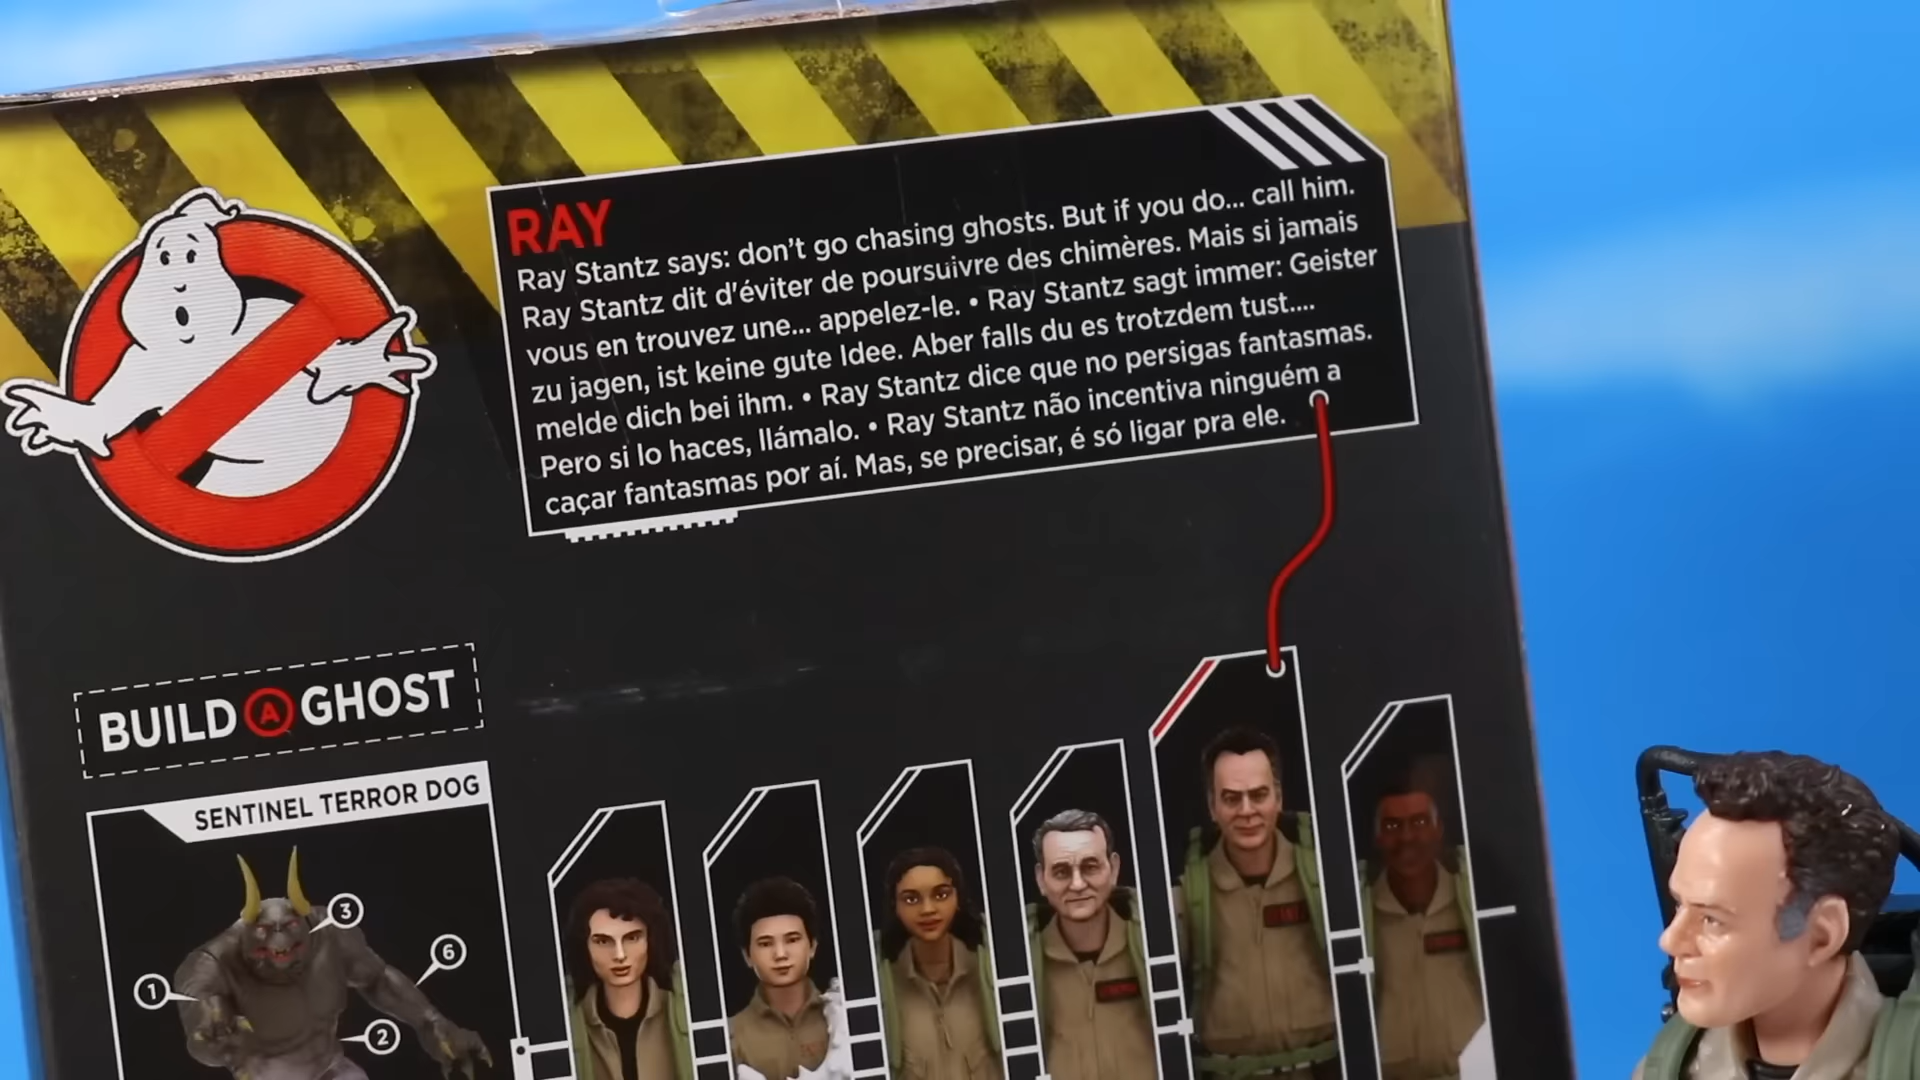 RAY
Ray Stantz says: don't go chasing ghosts. But if you do... call him.
Ray Stantz dit d'éviter de poursuivre des chimères. Mais si jamais
vous en trouvez une... appelez-le. • Ray Stantz sagt immer: Geister
zu jagen, ist keine gute Idee. Aber falls du es trotzdem tust....
melde dich bei ihm. • Ray Stantz dice que no persigas fantasmas.
Pero si lo haces, llámalo. • Ray Stantz não incentiva ninguém a
caçar fantasmas por aí. Mas, se precisar, é só ligar pra ele.
BUILD A GHOST
SENTINEL TERROR DOG
3
6
1
2